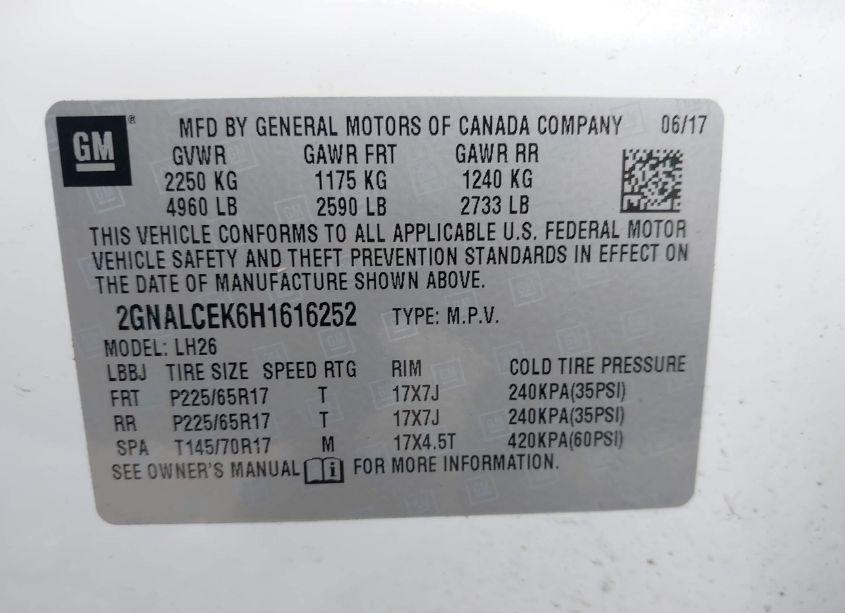 GM® MFD BY GENERAL MOTORS OF CANADA COMPANY 06/17
GVWR GAWR FRT GAWR RR
2250 KG 1175 KG 1240 KG
4960 LB 2590 LB 2733 LB
THIS VEHICLE CONFORMS TO ALL APPLICABLE U.S. FEDERAL MOTOR
VEHICLE SAFETY AND THEFT PREVENTION STANDARDS IN EFFECT ON
THE DATE OF MANUFACTURE SHOWN ABOVE.
2GNALCEK6H1616252 TYPE: M.P.V.
MODEL: LH26
LBBJ TIRE SIZE SPEED RTG RIM COLD TIRE PRESSURE
FRT P225/65R17 T 17X7J 240KPA(35PSI)
RR P225/65R17 T 17X7J 240KPA(35PSI)
SPA T145/70R17 M 17X4.5T 420KPA(60PSI)
SEE OWNER'S MANUAL i FOR MORE INFORMATION.